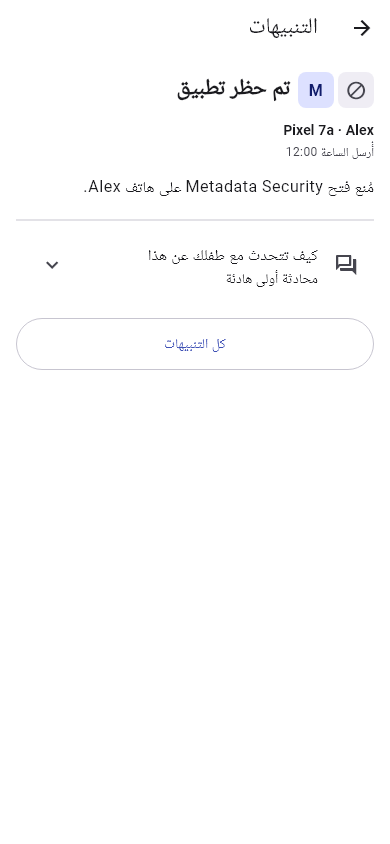 التنبيهات
M
تم حظر تطبيق
Pixel 7a · Alex
أُرسل الساعة 12:00
مُنع فتح Metadata Security على هاتف Alex.
كيف تتحدث مع طفلك عن هذا
محادثة أولى هادئة
كل التنبيهات